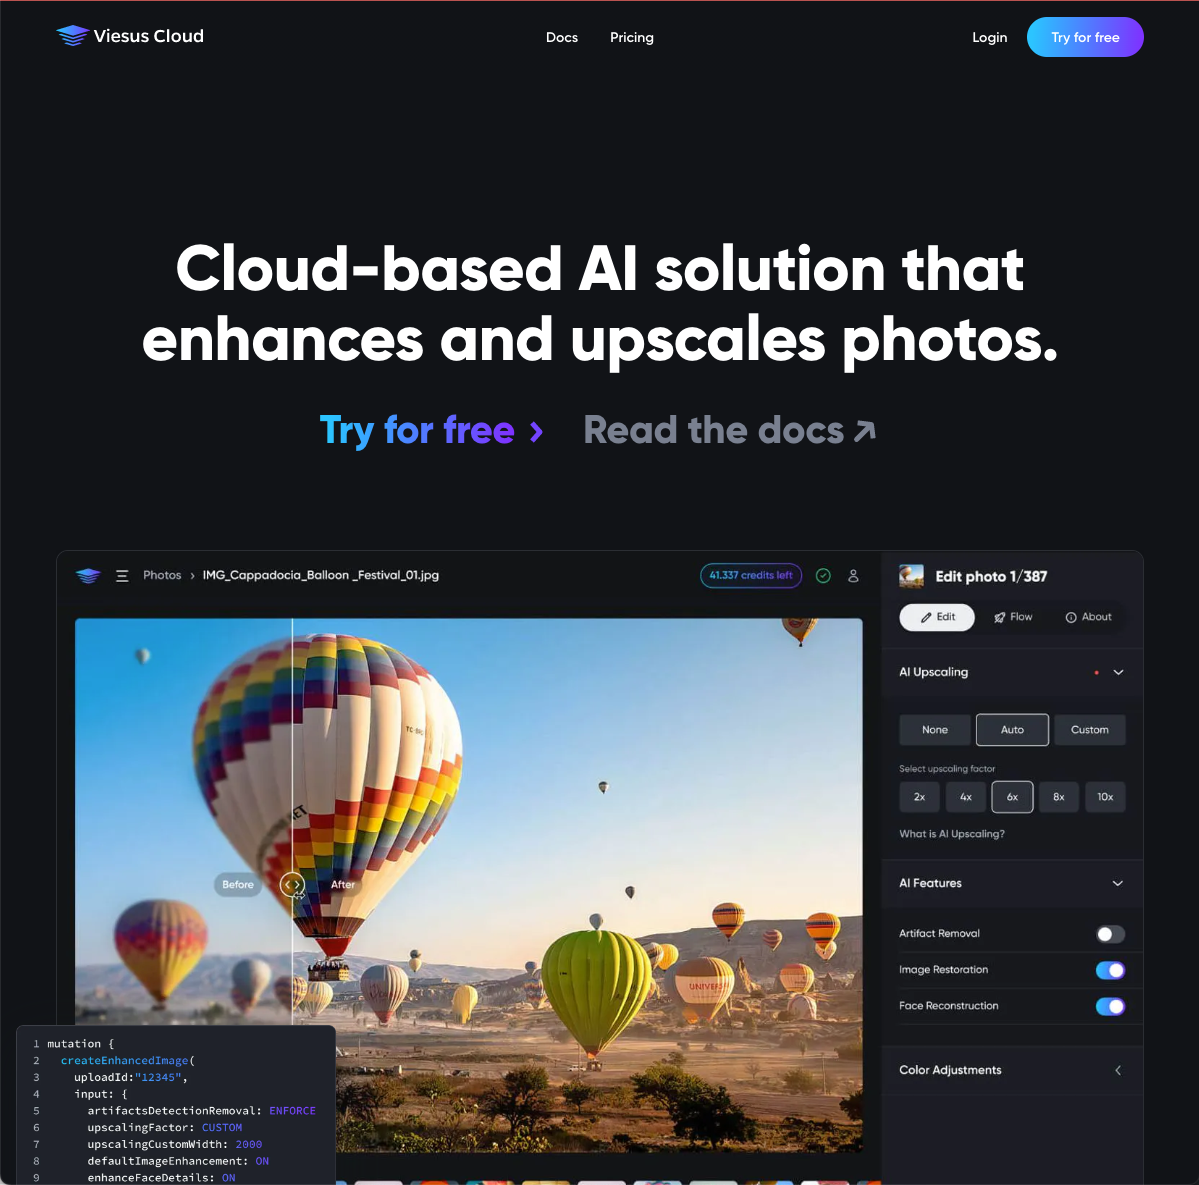 Viesus Cloud
Docs
Pricing
Login
Try for free
Cloud-based AI solution that
enhances and upscales photos.
Try for free
Read the docs
Photos
IMG_Cappadocia_Balloon _Festival_01.jpg
41.337 credits left
Edit photo 1/387
Edit
Flow
About
AI Upscaling
None
Auto
Custom
Select upscaling factor
2x
4x
6x
8x
10x
What is AI Upscaling?
Before
After
UNIVERS
AI Features
Artifact Removal
Image Restoration
Face Reconstruction
Color Adjustments
1 mutation {
2 createEnhancedImage(
3 uploadId:"12345",
4 input: {
5 artifactsDetectionRemoval: ENFORCE
6 upscalingFactor: CUSTOM
7 upscalingCustomWidth: 2000
8 defaultImageEnhancement: ON
9 enhanceFaceDetails: ON